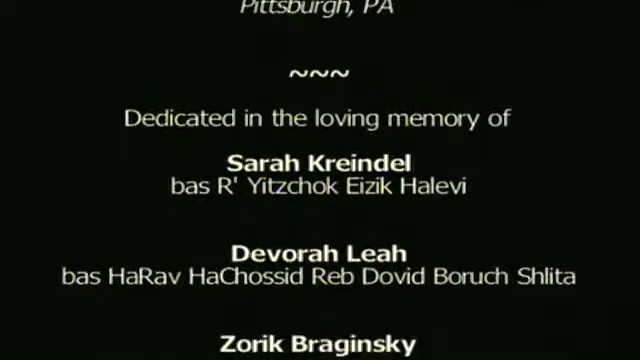 Pittsburgh, PA
~~~
Dedicated in the loving memory of
Sarah Kreindel
bas R' Yitzchok Eizik Halevi
Devorah Leah
bas HaRav HaChossid Reb Dovid Boruch Shlita
Zorik Braginsky